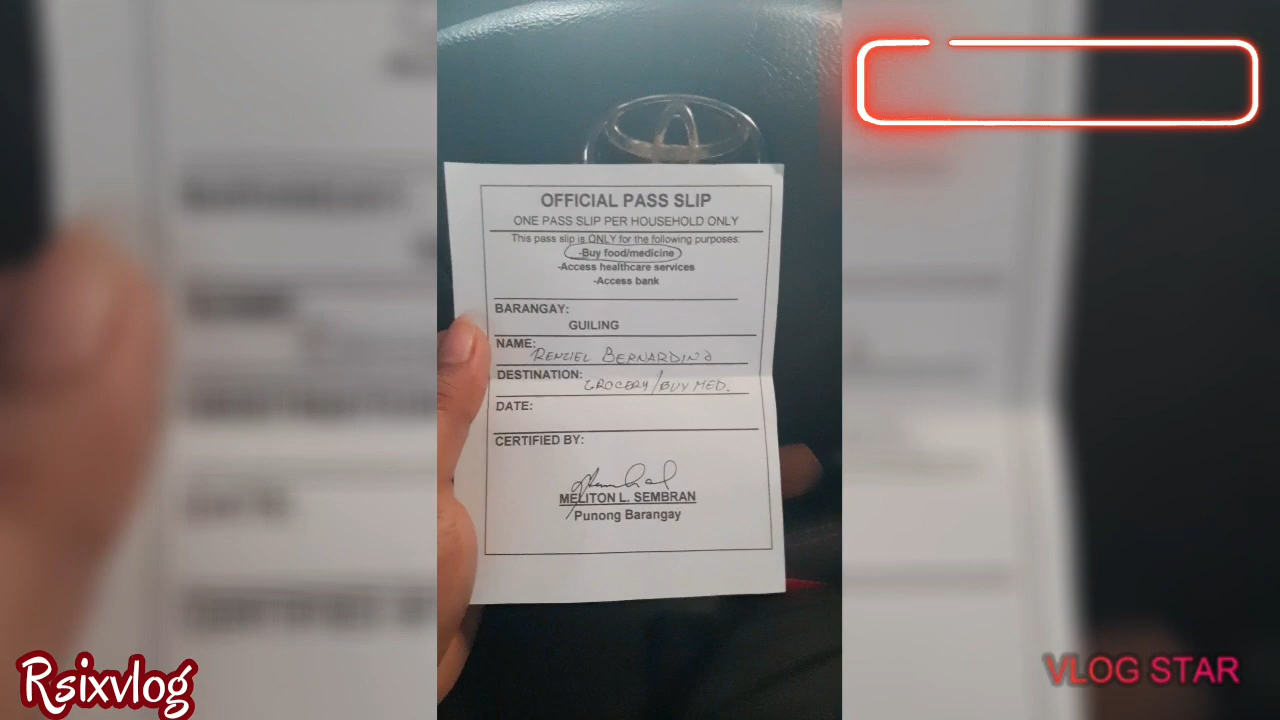 OFFICIAL PASS SLIP
ONE PASS SLIP PER HOUSEHOLD ONLY
This pass slip is ONLY for the following purposes:
-Buy food/medicine
-Access healthcare services
-Access bank
BARANGAY:
GUILING
NAME: RENZIEL BERNARDINO
DESTINATION: GROCERY/BUY MED.
DATE:
CERTIFIED BY:
MELITON L. SEMBRAN
Punong Barangay
Rsixvlog
VLOG STAR